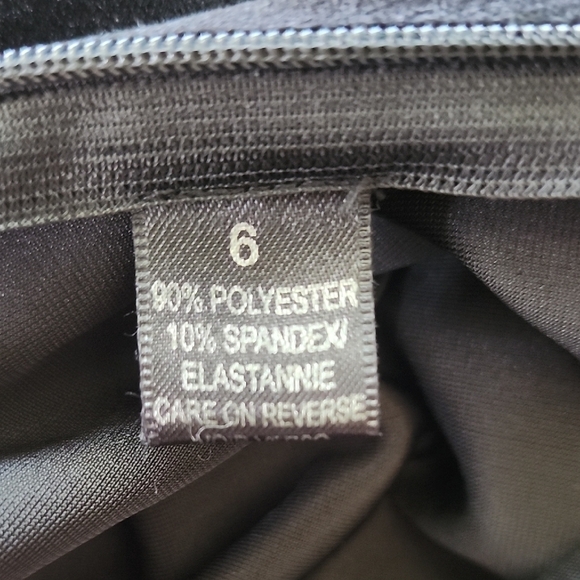 6
90% POLYESTER
10% SPANDEX/
ELASTANNIE
CARE ON REVERSE